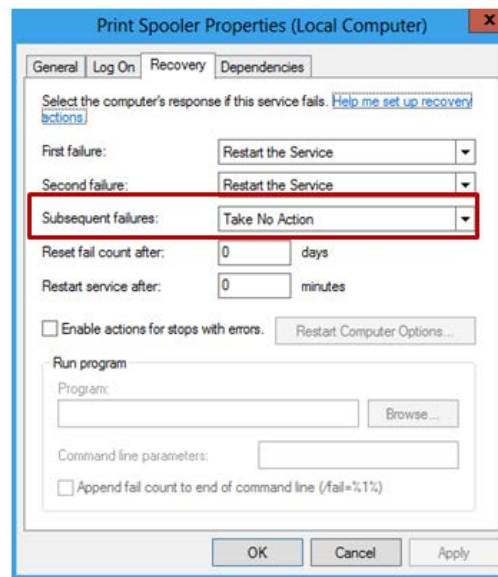 Print Spooler Properties (Local Computer)
x
General Log On Recovery Dependencies
Select the computer's response if this service fails. Help me set up recovery
actions.
First failure: Restart the Service
Second failure: Restart the Service
Subsequent failures: Take No Action
Reset fail count after: 0 days
Restart service after: 0 minutes
Enable actions for stops with errors. Restart Computer Options...
Run program
Program:
Browse...
Command line parameters:
Append fail count to end of command line (/fail=%1%)
OK Cancel Apply